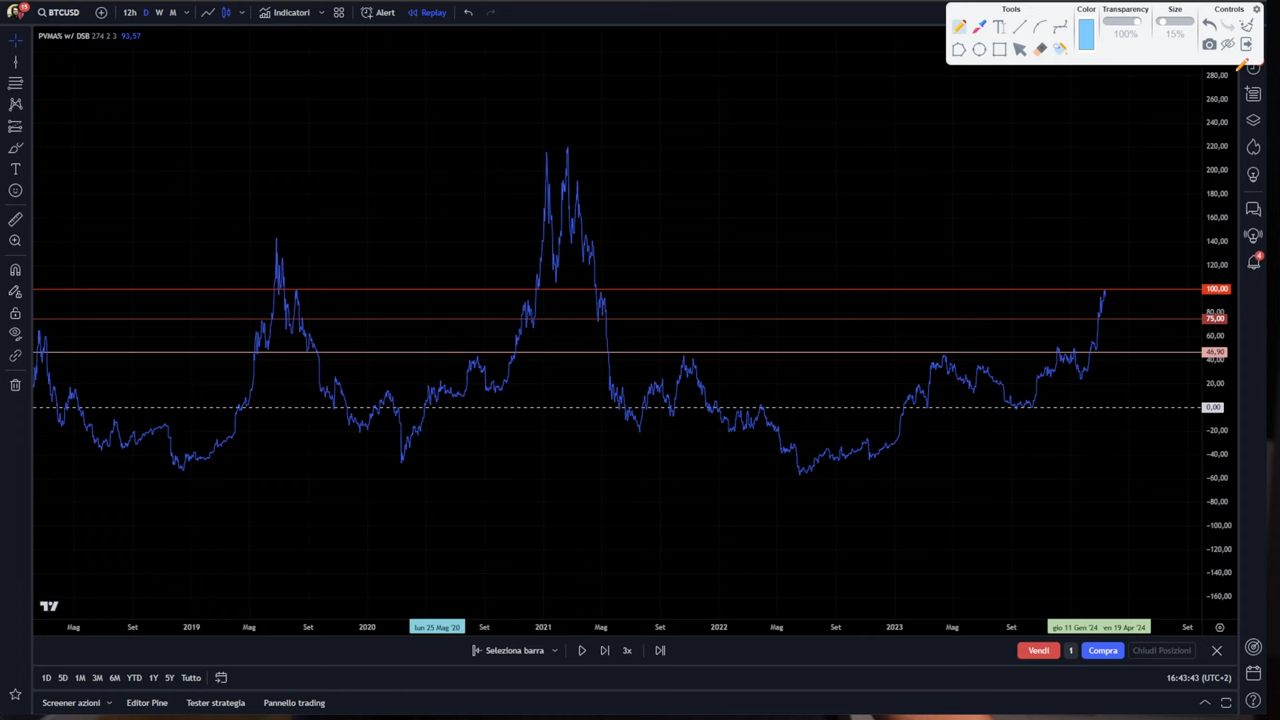 15
BTCUSD
12h D W M
Indicatori
Alert
Replay
Tools
Color
Transparency
Size
Controls
100%
15%
PVMA% w/ DSB 274 2 3 93,57
280,00
260,00
240,00
220,00
200,00
180,00
160,00
140,00
120,00
100,00
80,00
75,00
60,00
46,90
40,00
20,00
0,00
−20,00
−40,00
−60,00
−80,00
−100,00
−120,00
−140,00
−160,00
4
Mag Set 2019 Mag Set 2020 lun 25 Mag '20 Set 2021 Mag Set 2022 Mag Set 2023 Mag Set gio 11 Gen '24 en 19 Apr '24 Set
Seleziona barra
3x
Vendi
1
Compra
Chiudi Posizioni
1D 5D 1M 3M 6M YTD 1Y 5Y Tutto
16:43:43 (UTC+2)
Screener azioni
Editor Pine
Tester strategia
Pannello trading